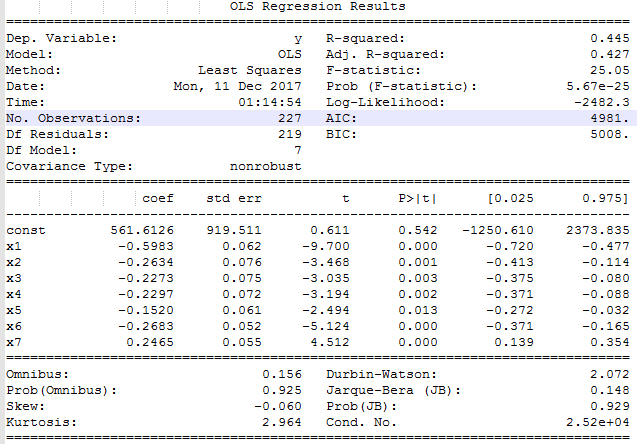 OLS Regression Results
==============================================================================
Dep. Variable: y R-squared: 0.445
Model: OLS Adj. R-squared: 0.427
Method: Least Squares F-statistic: 25.05
Date: Mon, 11 Dec 2017 Prob (F-statistic): 5.67e-25
Time: 01:14:54 Log-Likelihood: -2482.3
No. Observations: 227 AIC: 4981.
Df Residuals: 219 BIC: 5008.
Df Model: 7
Covariance Type: nonrobust
==============================================================================
coef std err t P>|t| [0.025 0.975]
------------------------------------------------------------------------------
const 561.6126 919.511 0.611 0.542 -1250.610 2373.835
x1 -0.5983 0.062 -9.700 0.000 -0.720 -0.477
x2 -0.2634 0.076 -3.468 0.001 -0.413 -0.114
x3 -0.2273 0.075 -3.035 0.003 -0.375 -0.080
x4 -0.2297 0.072 -3.194 0.002 -0.371 -0.088
x5 -0.1520 0.061 -2.494 0.013 -0.272 -0.032
x6 -0.2683 0.052 -5.124 0.000 -0.371 -0.165
x7 0.2465 0.055 4.512 0.000 0.139 0.354
==============================================================================
Omnibus: 0.156 Durbin-Watson: 2.072
Prob(Omnibus): 0.925 Jarque-Bera (JB): 0.148
Skew: -0.060 Prob(JB): 0.929
Kurtosis: 2.964 Cond. No. 2.52e+04
==============================================================================